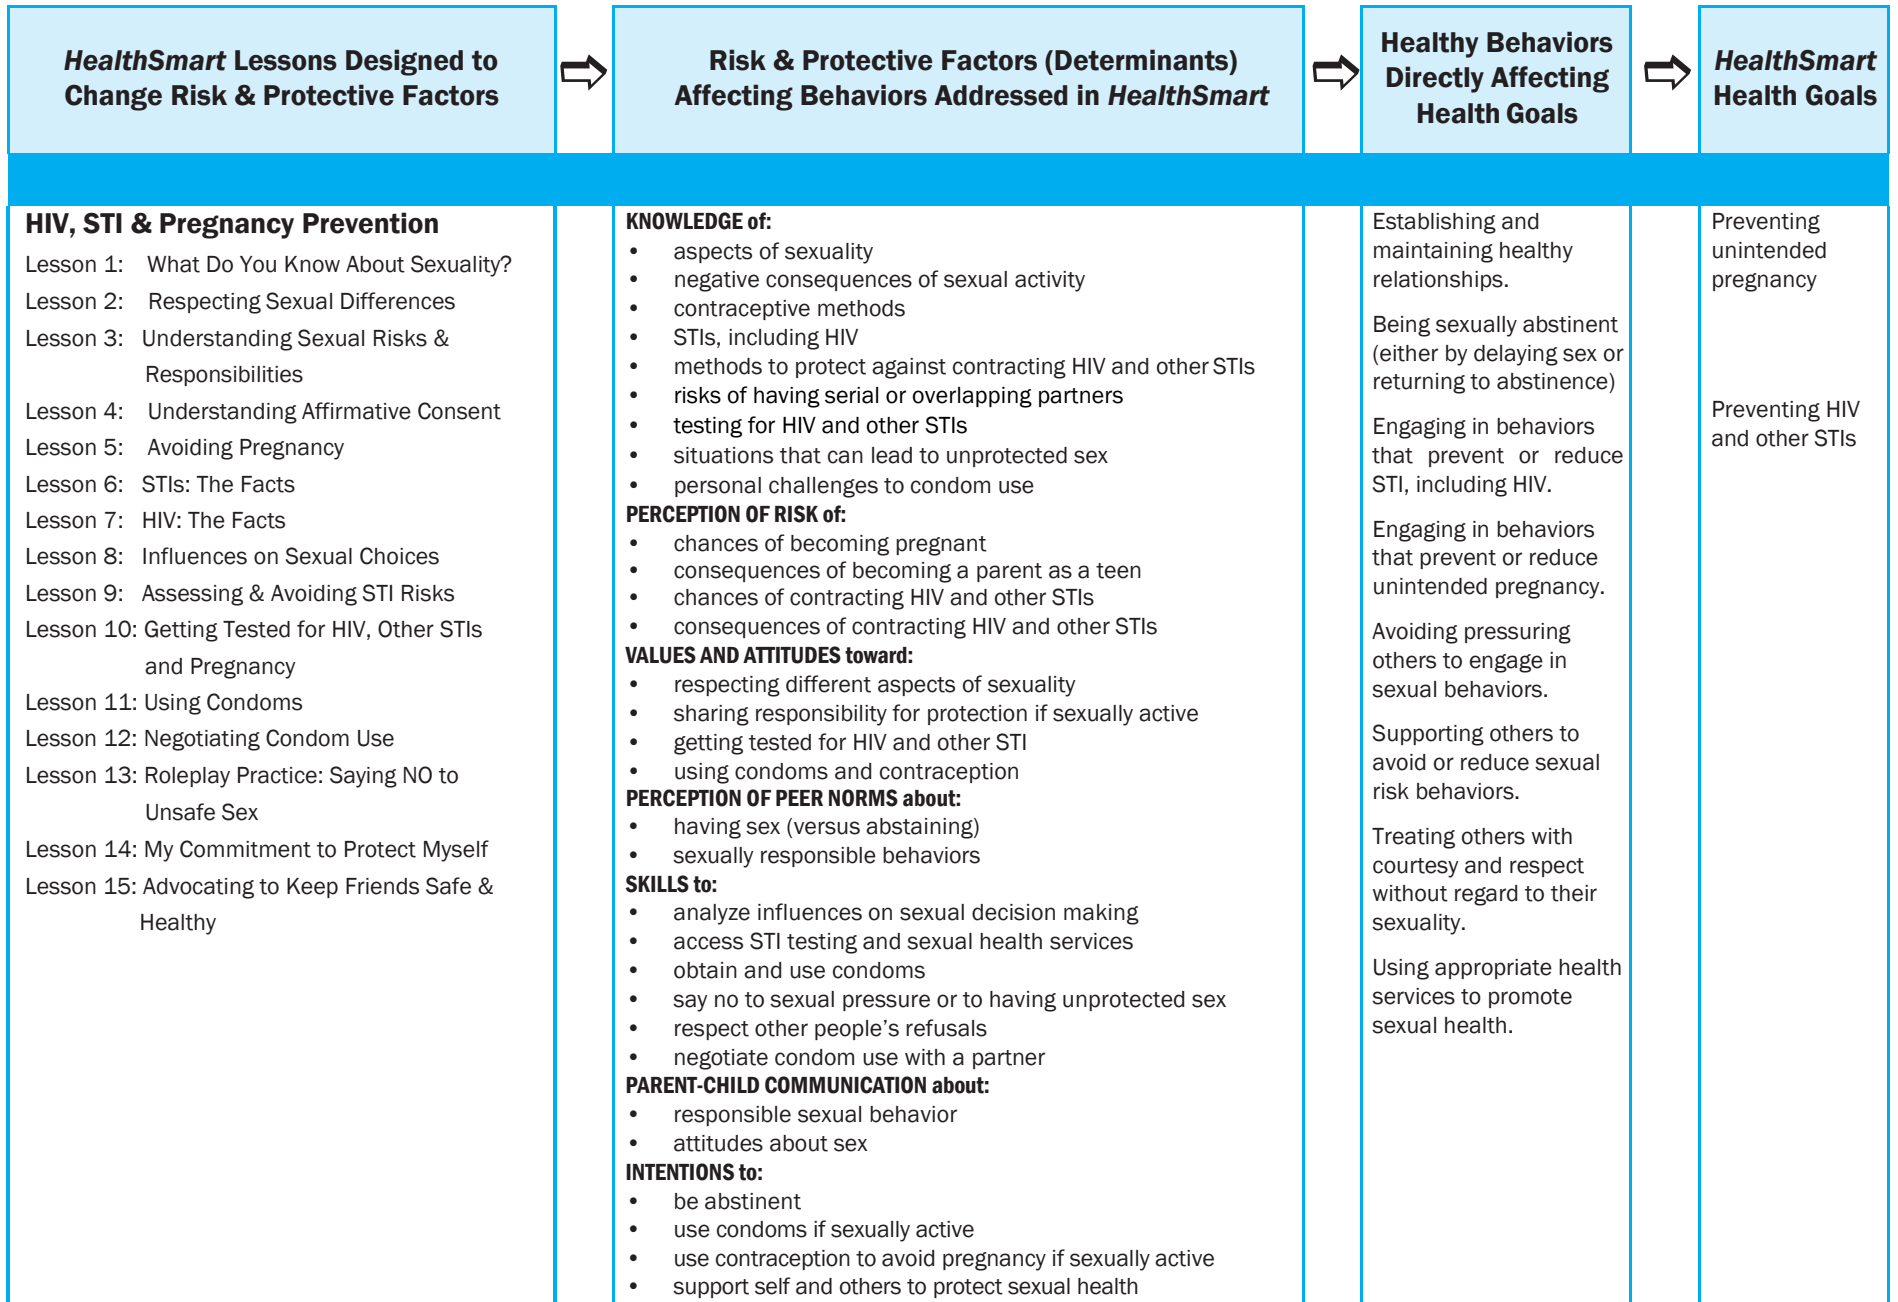 HealthSmart Lessons Designed to
Change Risk & Protective Factors
Risk & Protective Factors (Determinants)
Affecting Behaviors Addressed in HealthSmart
Healthy Behaviors
Directly Affecting
Health Goals
HealthSmart
Health Goals
HIV, STI & Pregnancy Prevention
Lesson 1: What Do You Know About Sexuality?
Lesson 2: Respecting Sexual Differences
Lesson 3: Understanding Sexual Risks &
Responsibilities
Lesson 4: Understanding Affirmative Consent
Lesson 5: Avoiding Pregnancy
Lesson 6: STIs: The Facts
Lesson 7: HIV: The Facts
Lesson 8: Influences on Sexual Choices
Lesson 9: Assessing & Avoiding STI Risks
Lesson 10: Getting Tested for HIV, Other STIs
and Pregnancy
Lesson 11: Using Condoms
Lesson 12: Negotiating Condom Use
Lesson 13: Roleplay Practice: Saying NO to
Unsafe Sex
Lesson 14: My Commitment to Protect Myself
Lesson 15: Advocating to Keep Friends Safe &
Healthy
KNOWLEDGE of:
• aspects of sexuality
• negative consequences of sexual activity
• contraceptive methods
• STIs, including HIV
• methods to protect against contracting HIV and other STIs
• risks of having serial or overlapping partners
• testing for HIV and other STIs
• situations that can lead to unprotected sex
• personal challenges to condom use
PERCEPTION OF RISK of:
• chances of becoming pregnant
• consequences of becoming a parent as a teen
• chances of contracting HIV and other STIs
• consequences of contracting HIV and other STIs
VALUES AND ATTITUDES toward:
• respecting different aspects of sexuality
• sharing responsibility for protection if sexually active
• getting tested for HIV and other STI
• using condoms and contraception
PERCEPTION OF PEER NORMS about:
• having sex (versus abstaining)
• sexually responsible behaviors
SKILLS to:
• analyze influences on sexual decision making
• access STI testing and sexual health services
• obtain and use condoms
• say no to sexual pressure or to having unprotected sex
• respect other people's refusals
• negotiate condom use with a partner
PARENT-CHILD COMMUNICATION about:
• responsible sexual behavior
• attitudes about sex
INTENTIONS to:
• be abstinent
• use condoms if sexually active
• use contraception to avoid pregnancy if sexually active
• support self and others to protect sexual health
Establishing and
maintaining healthy
relationships.
Being sexually abstinent
(either by delaying sex or
returning to abstinence)
Engaging in behaviors
that prevent or reduce
STI, including HIV.
Engaging in behaviors
that prevent or reduce
unintended pregnancy.
Avoiding pressuring
others to engage in
sexual behaviors.
Supporting others to
avoid or reduce sexual
risk behaviors.
Treating others with
courtesy and respect
without regard to their
sexuality.
Using appropriate health
services to promote
sexual health.
Preventing
unintended
pregnancy
Preventing HIV
and other STIs